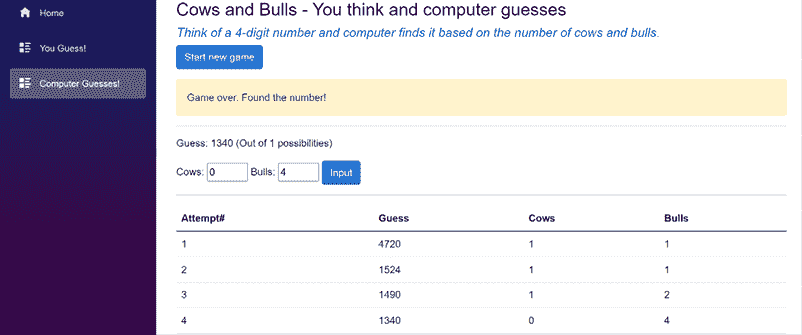 Home
You Guess!
Computer Guesses!
Cows and Bulls - You think and computer guesses
Think of a 4-digit number and computer finds it based on the number of cows and bulls.
Start new game
Game over. Found the number!
Guess: 1340 (Out of 1 possibilities)
Cows: 0 Bulls: 4 Input
Attempt# Guess Cows Bulls
1 4720 1 1
2 1524 1 1
3 1490 1 2
4 1340 0 4